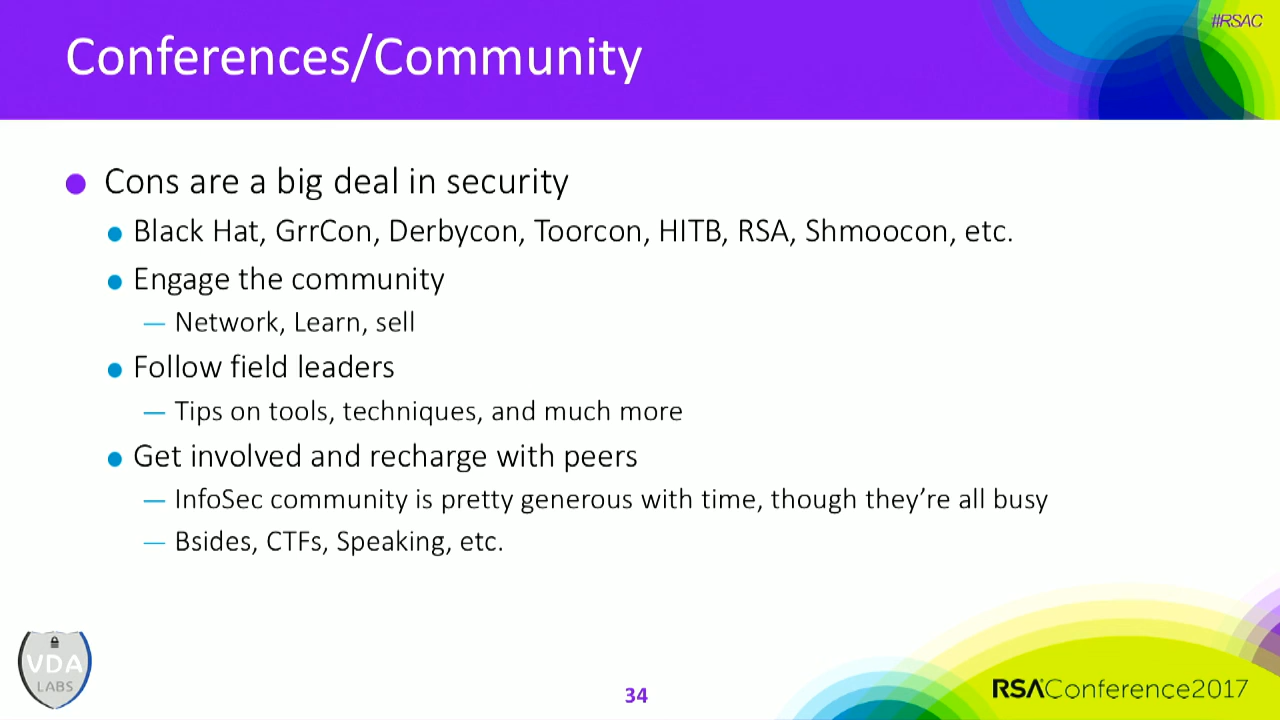 #RSAC
Conferences/Community
Cons are a big deal in security
Black Hat, GrrCon, Derbycon, Toorcon, HITB, RSA, Shmoocon, etc.
Engage the community
— Network, Learn, sell
Follow field leaders
— Tips on tools, techniques, and much more
Get involved and recharge with peers
— InfoSec community is pretty generous with time, though they’re all busy
— Bsides, CTFs, Speaking, etc.
VDA
LABS
34
RSAConference2017